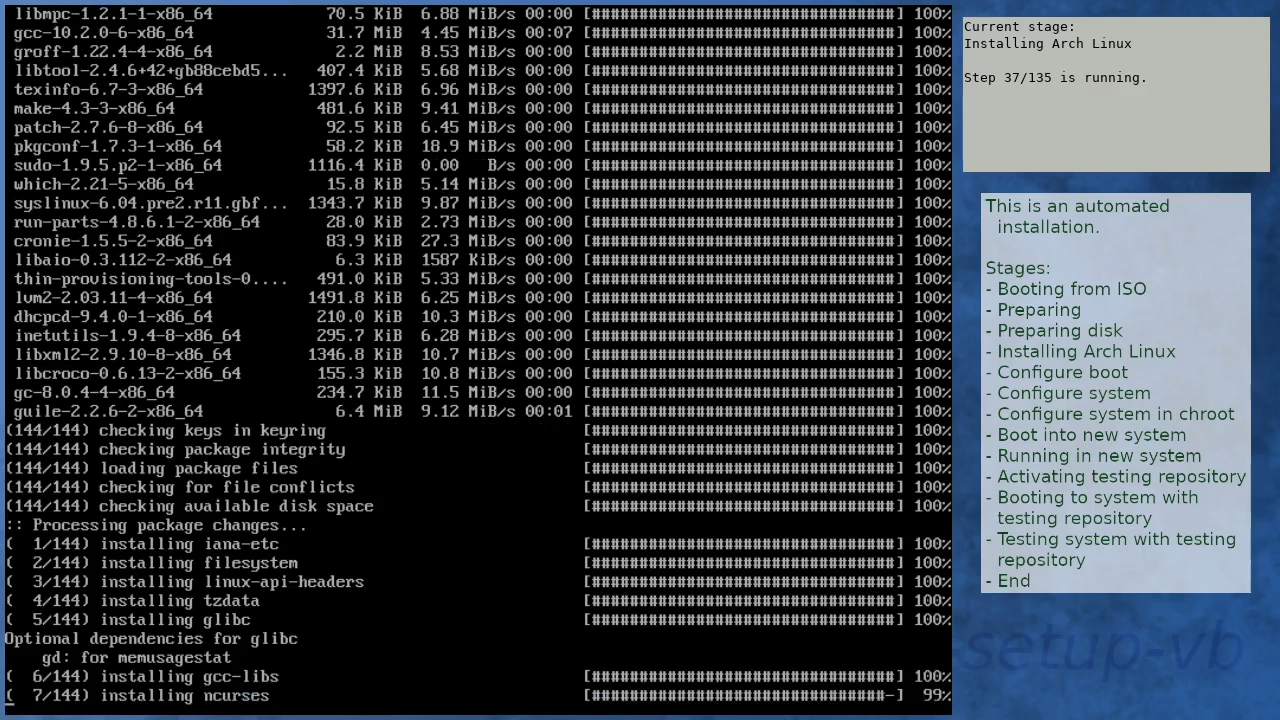 libmpc-1.2.1-1-x86_64 70.5 KiB 6.88 MiB/s 00:00 [################################] 100%
gcc-10.2.0-6-x86_64 31.7 MiB 4.45 MiB/s 00:07 [################################] 100%
groff-1.22.4-4-x86_64 2.2 MiB 8.53 MiB/s 00:00 [################################] 100%
libtool-2.4.6+42+gb88cebd5... 407.4 KiB 5.68 MiB/s 00:00 [################################] 100%
texinfo-6.7-3-x86_64 1397.6 KiB 6.96 MiB/s 00:00 [################################] 100%
make-4.3-3-x86_64 481.6 KiB 9.41 MiB/s 00:00 [################################] 100%
patch-2.7.6-8-x86_64 92.5 KiB 6.45 MiB/s 00:00 [################################] 100%
pkgconf-1.7.3-1-x86_64 58.2 KiB 18.9 MiB/s 00:00 [################################] 100%
sudo-1.9.5.p2-1-x86_64 1116.4 KiB 0.00 B/s 00:00 [################################] 100%
which-2.21-5-x86_64 15.8 KiB 5.14 MiB/s 00:00 [################################] 100%
syslinux-6.04.pre2.r11.gbf... 1343.7 KiB 9.87 MiB/s 00:00 [################################] 100%
run-parts-4.8.6.1-2-x86_64 28.0 KiB 2.73 MiB/s 00:00 [################################] 100%
cronie-1.5.5-2-x86_64 83.9 KiB 27.3 MiB/s 00:00 [################################] 100%
libaio-0.3.112-2-x86_64 6.3 KiB 1587 KiB/s 00:00 [################################] 100%
thin-provisioning-tools-0.... 491.0 KiB 5.33 MiB/s 00:00 [################################] 100%
lvm2-2.03.11-4-x86_64 1491.8 KiB 6.25 MiB/s 00:00 [################################] 100%
dhcpcd-9.4.0-1-x86_64 210.0 KiB 10.3 MiB/s 00:00 [################################] 100%
inetutils-1.9.4-8-x86_64 295.7 KiB 6.28 MiB/s 00:00 [################################] 100%
libxml2-2.9.10-8-x86_64 1346.8 KiB 10.7 MiB/s 00:00 [################################] 100%
libcroco-0.6.13-2-x86_64 155.3 KiB 10.8 MiB/s 00:00 [################################] 100%
gc-8.0.4-4-x86_64 234.7 KiB 11.5 MiB/s 00:00 [################################] 100%
guile-2.2.6-2-x86_64 6.4 MiB 9.12 MiB/s 00:01 [################################] 100%
(144/144) checking keys in keyring [################################] 100%
(144/144) checking package integrity [################################] 100%
(144/144) loading package files [################################] 100%
(144/144) checking for file conflicts [################################] 100%
(144/144) checking available disk space [################################] 100%
:: Processing package changes...
( 1/144) installing iana-etc [################################] 100%
( 2/144) installing filesystem [################################] 100%
( 3/144) installing linux-api-headers [################################] 100%
( 4/144) installing tzdata [################################] 100%
( 5/144) installing glibc [################################] 100%
Optional dependencies for glibc
gd: for memusagestat
( 6/144) installing gcc-libs [################################] 100%
( 7/144) installing ncurses [###############################-] 99%
Current stage:
Installing Arch Linux
Step 37/135 is running.
This is an automated
installation.
Stages:
- Booting from ISO
- Preparing
- Preparing disk
- Installing Arch Linux
- Configure boot
- Configure system
- Configure system in chroot
- Boot into new system
- Running in new system
- Activating testing repository
- Booting to system with
testing repository
- Testing system with testing
repository
- End
setup-vb